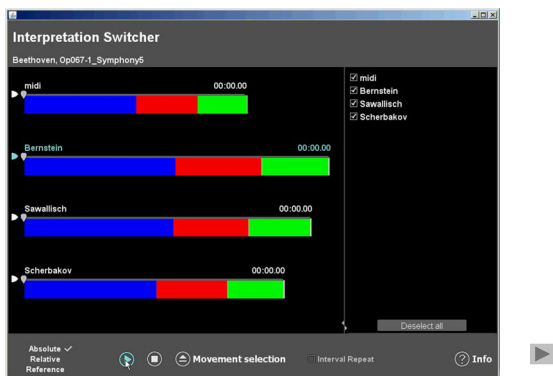 Interpretation Switcher
Beethoven, Op067-1_Symphony5
midi 00:00.00
Bernstein 00:00.00
Sawallisch 00:00.00
Scherbakov 00:00.00
midi
Bernstein
Sawallisch
Scherbakov
Deselect all
Absolute
Relative
Reference
Movement selection
Interval Repeat
Info